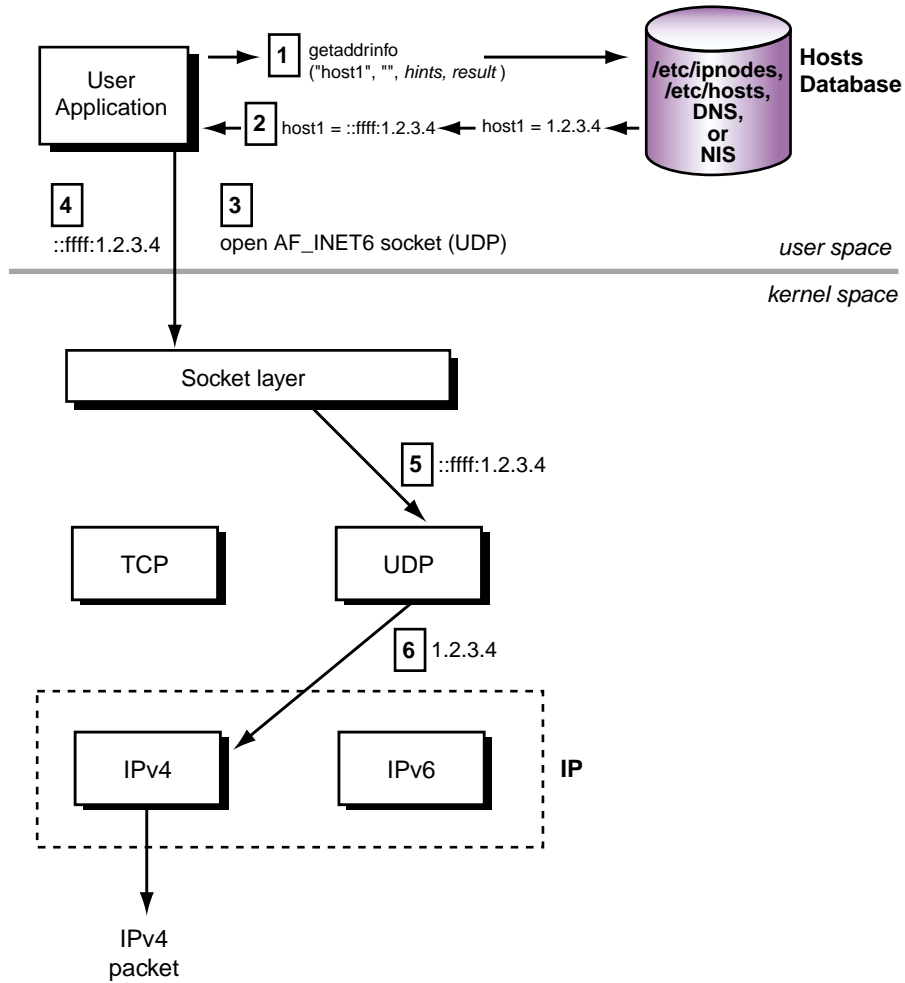 1
getaddrinfo
("host1", "", hints, result )
User
Application
2
host1 = ::ffff:1.2.3.4
host1 = 1.2.3.4
/etc/ipnodes,
/etc/hosts,
DNS,
or
NIS
Hosts
Database
4
::ffff:1.2.3.4
3
open AF_INET6 socket (UDP)
user space
kernel space
Socket layer
5
::ffff:1.2.3.4
TCP
UDP
6
1.2.3.4
IPv4
IPv6
IP
IPv4
packet